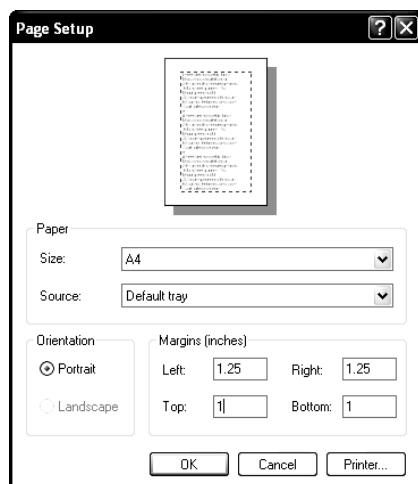 Page Setup
Paper
Size: A4
Source: Default tray
Orientation
Portrait
Landscape
Margins (inches)
Left: 1.25 Right: 1.25
Top: 1 Bottom: 1
OK Cancel Printer...